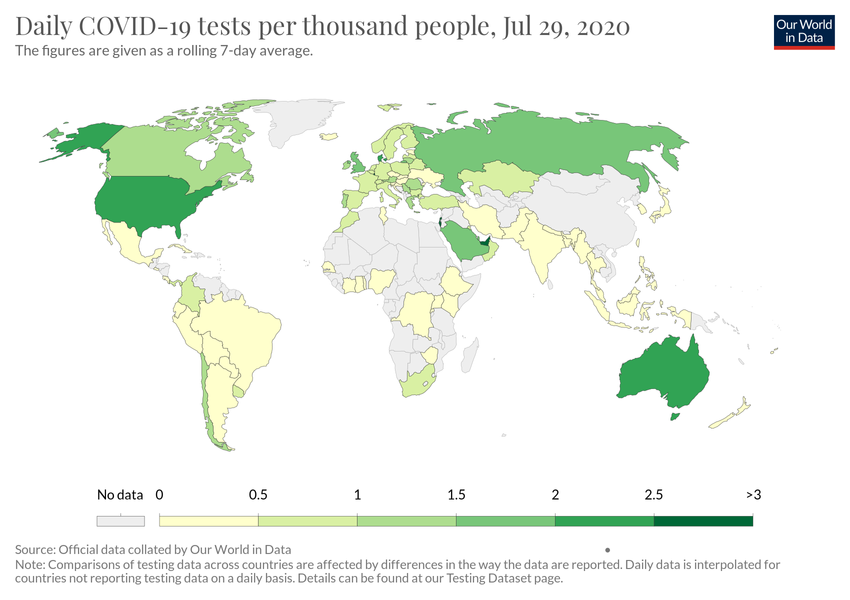 Daily COVID-19 tests per thousand people, Jul 29, 2020
The figures are given as a rolling 7-day average.
Our World
in Data
No data 0 0.5 1 1.5 2 2.5 >3
Source: Official data collated by Our World in Data
Note: Comparisons of testing data across countries are affected by differences in the way the data are reported. Daily data is interpolated for
countries not reporting testing data on a daily basis. Details can be found at our Testing Dataset page.